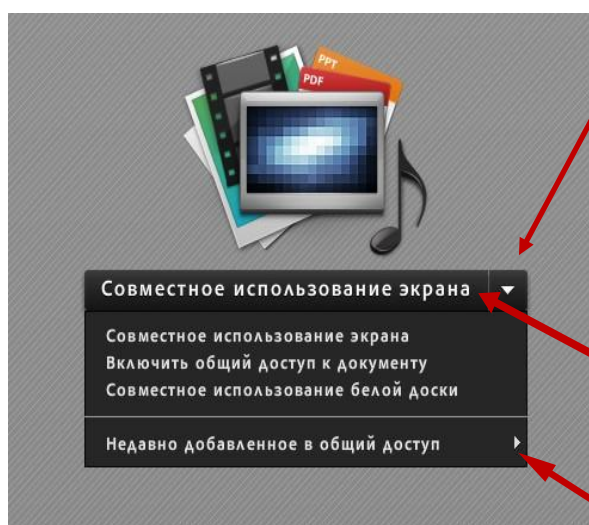 PPT
PDF
Совместное использование экрана
Совместное использование экрана
Включить общий доступ к документу
Совместное использование белой доски
Недавно добавленное в общий доступ